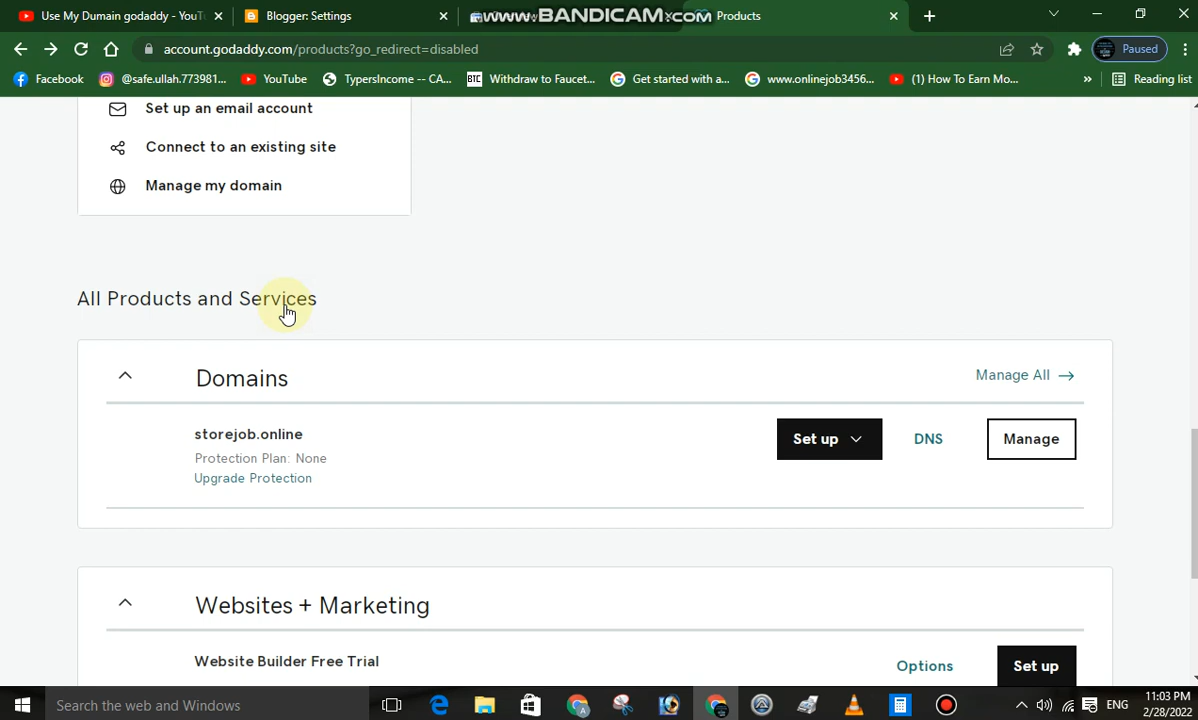 Use My Domain godaddy - YouT
Blogger: Settings
www.BANDICAM.com
Products
account.godaddy.com/products?go_redirect=disabled
Paused
Facebook
@safe.ullah.773981...
YouTube
TypersIncome -- CA...
BTC Withdraw to Faucet...
Get started with a...
www.onlinejob3456...
(1) How To Earn Mo...
»
Reading list
Set up an email account
Connect to an existing site
Manage my domain
All Products and Services
Domains
Manage All →
storejob.online
Set up
DNS
Manage
Protection Plan: None
Upgrade Protection
Websites + Marketing
Website Builder Free Trial
Options
Set up
Search the web and Windows
ENG
11:03 PM
2/28/2022